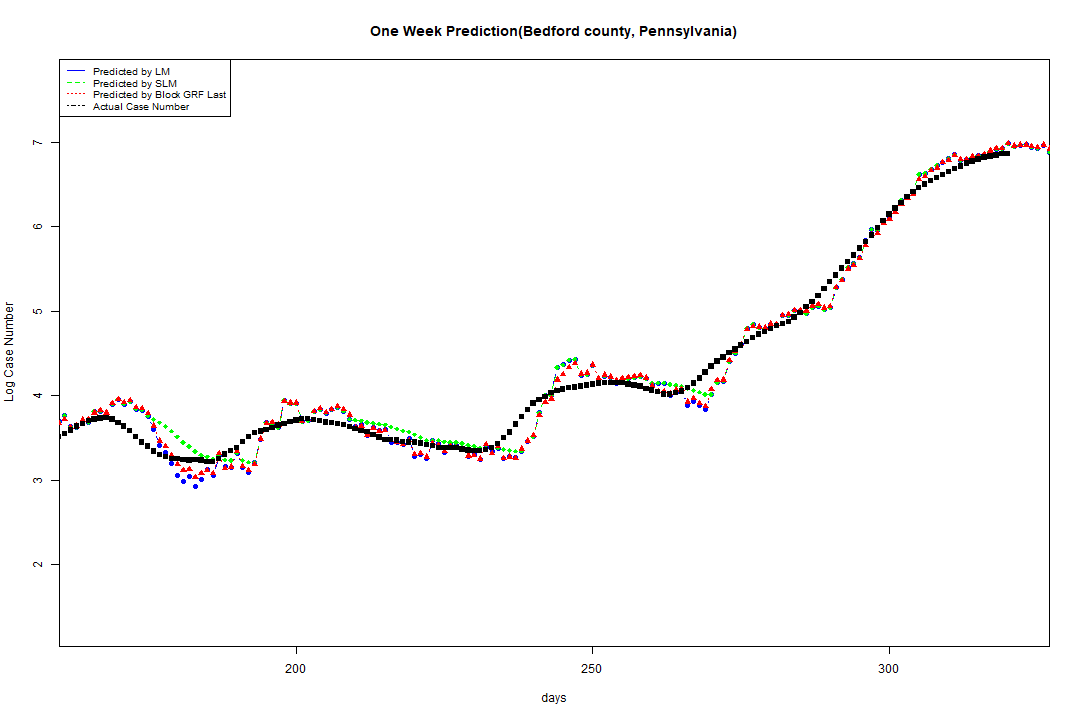 One Week Prediction(Bedford county, Pennsylvania)
Predicted by LM
Predicted by SLM
Predicted by Block GRF Last
Actual Case Number
7
6
5
4
3
2
Log Case Number
200
250
300
days